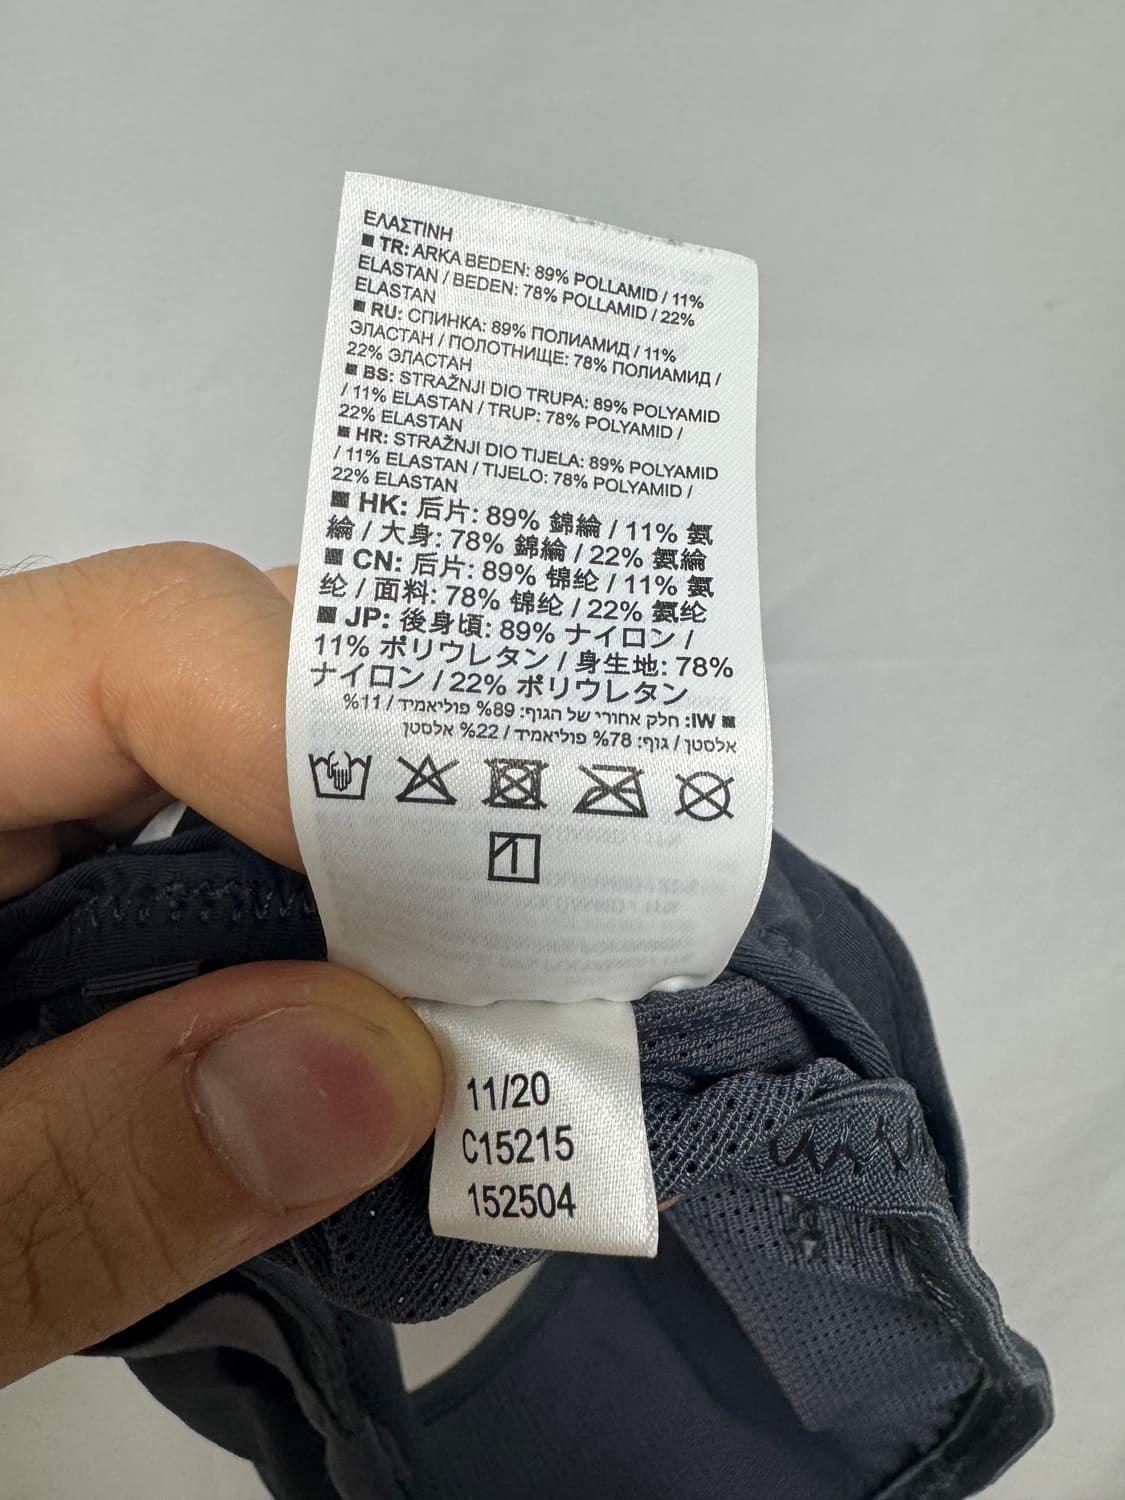 ΕΛΑΣΤΙΝΗ
■ TR: ARKA BEDEN: 89% POLLAMID / 11%
ELASTAN / BEDEN: 78% POLLAMID / 22%
ELASTAN
■ RU: СПИНКА: 89% ПОЛИАМИД / 11%
ЭЛАСТАН / ПОЛОТНИЩЕ: 78% ПОЛИАМИД /
22% ЭЛАСТАН
■ BS: STRAŽNJI DIO TRUPA: 89% POLYAMID
/ 11% ELASTAN / TRUP: 78% POLYAMID /
22% ELASTAN
■ HR: STRAŽNJI DIO TIJELA: 89% POLYAMID
/ 11% ELASTAN / TIJELO: 78% POLYAMID /
22% ELASTAN
■ HK: 后片: 89% 錦綸 / 11% 氨
綸 / 大身: 78% 錦綸 / 22% 氨綸
■ CN: 后片: 89% 锦纶 / 11% 氨
纶 / 面料: 78% 锦纶 / 22% 氨纶
■ JP: 後身頃: 89% ナイロン /
11% ポリウレタン / 身生地: 78%
ナイロン / 22% ポリウレタン
■ IW: חלק אחורי של הגוף: 89% פוליאמיד / 11%
אלסטן / גוף: 78% פוליאמיד / 22% אלסטן
11/20
C15215
152504